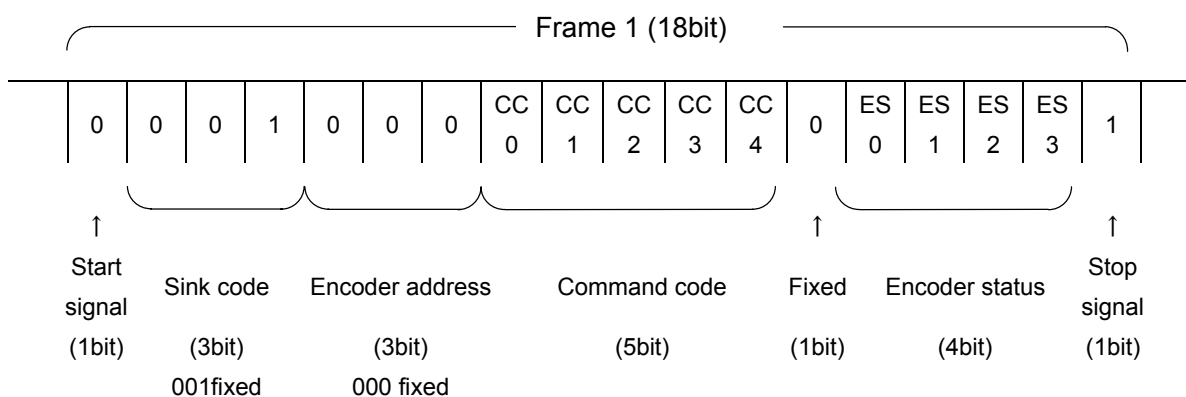 Frame 1 (18bit)
0 0 0 1 0 0 0 CC 0 CC 1 CC 2 CC 3 CC 4 0 ES 0 ES 1 ES 2 ES 3 1
↑ ↑ ↑
Start signal (1bit)
Sink code (3bit) 001fixed
Encoder address (3bit) 000 fixed
Command code (5bit)
Fixed (1bit)
Encoder status (4bit)
Stop signal (1bit)